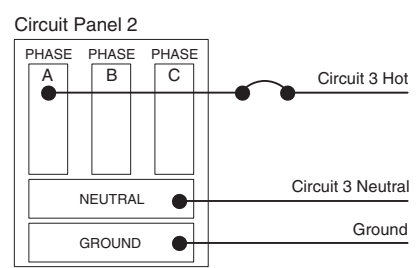 Circuit Panel 2
PHASE PHASE PHASE
A B C
Circuit 3 Hot
NEUTRAL
Circuit 3 Neutral
GROUND
Ground